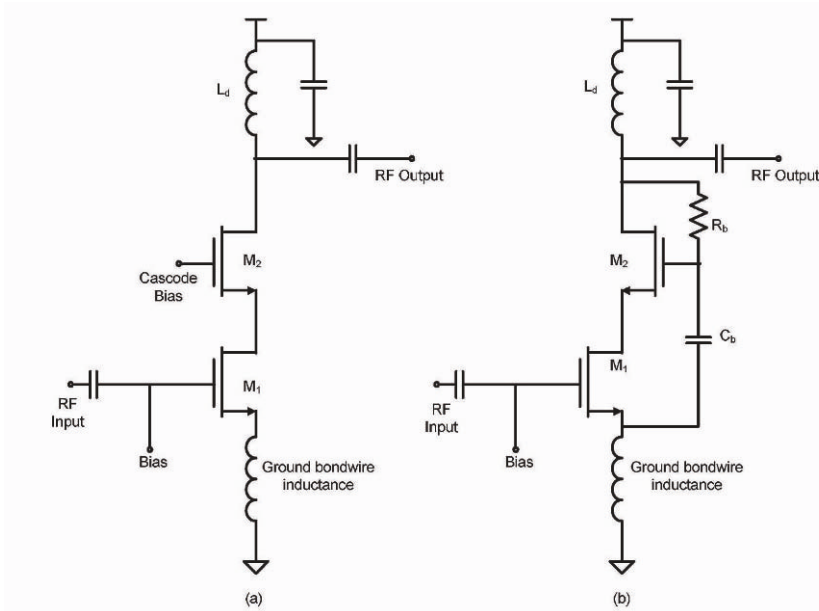 L_d
L_d
RF Output
RF Output
R_b
M_2
M_2
Cascode
Bias
C_b
M_1
M_1
RF
Input
RF
Input
Bias
Bias
Ground bondwire
inductance
Ground bondwire
inductance
(a)
(b)